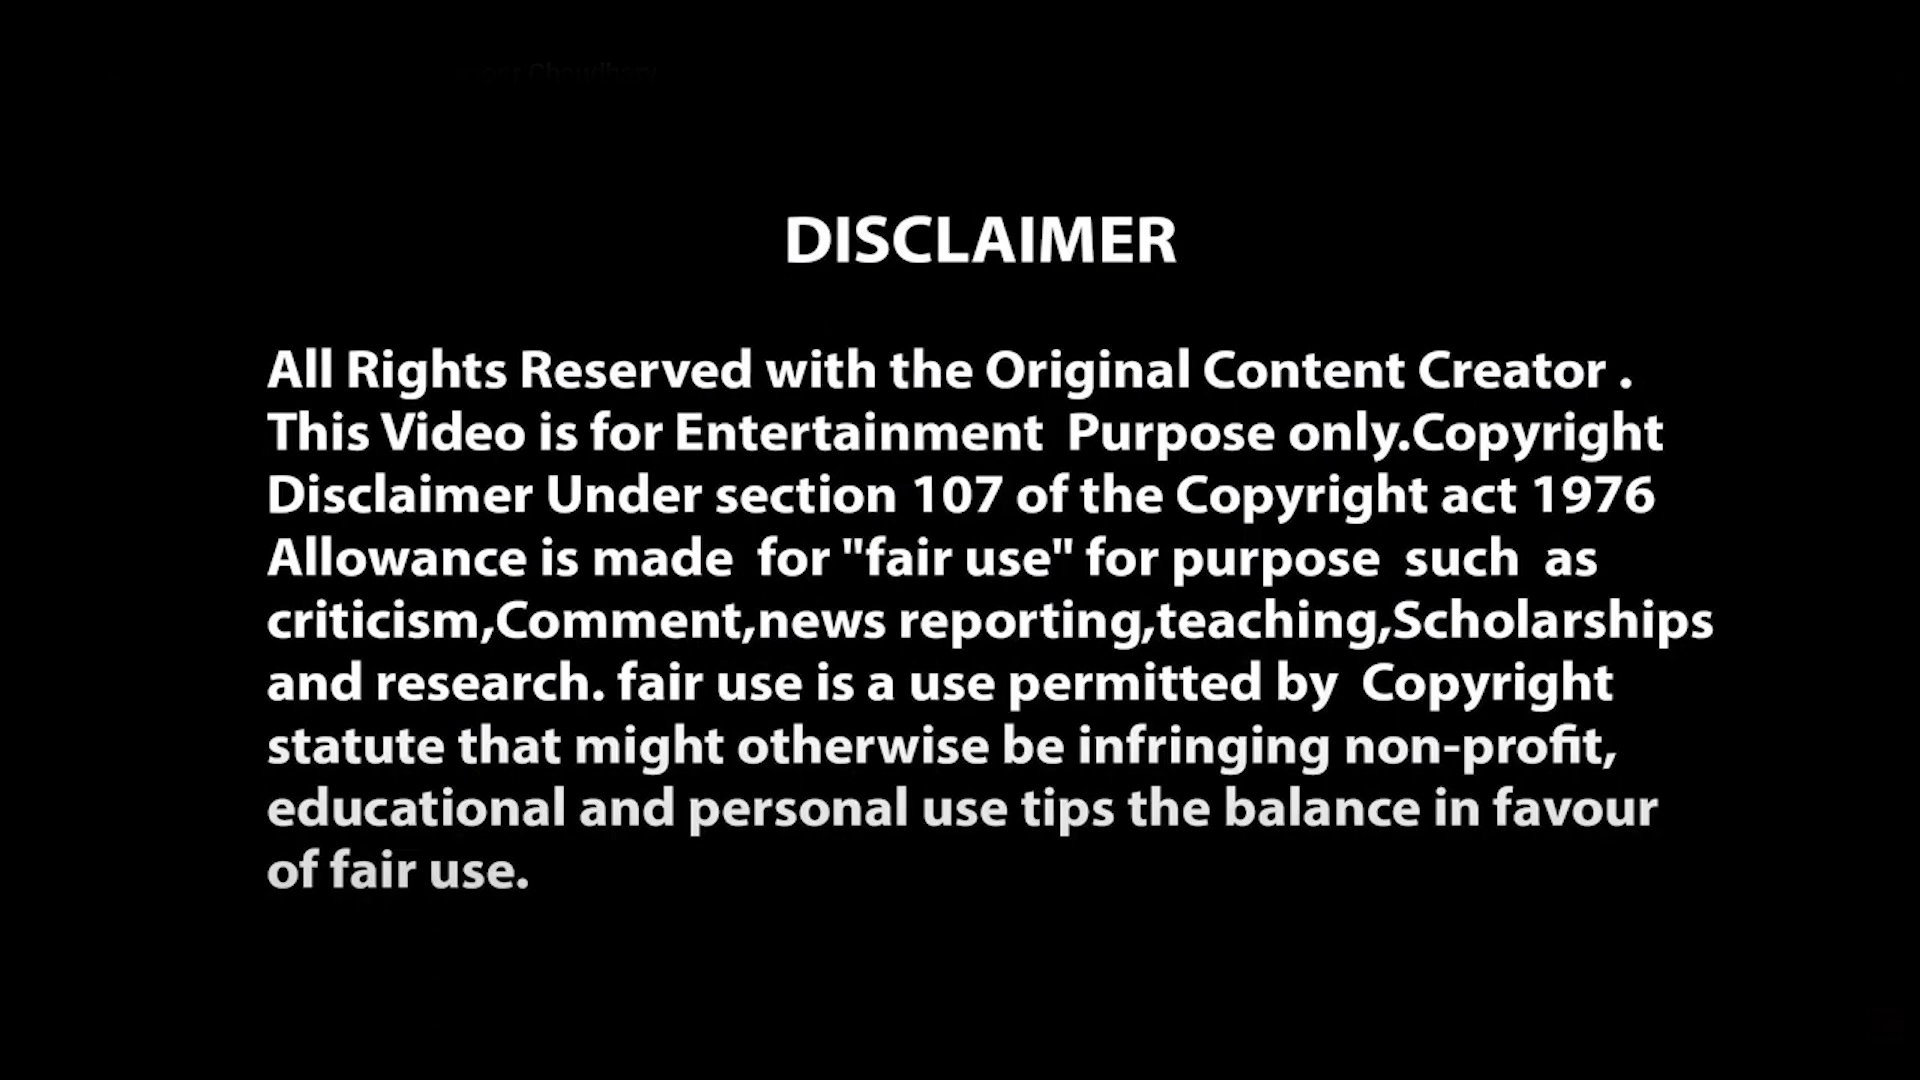 DISCLAIMER
All Rights Reserved with the Original Content Creator .
This Video is for Entertainment  Purpose only.Copyright
Disclaimer Under section 107 of the Copyright act 1976
Allowance is made  for "fair use" for purpose  such  as
criticism,Comment,news reporting,teaching,Scholarships
and research. fair use is a use permitted by  Copyright
statute that might otherwise be infringing non-profit,
educational and personal use tips the balance in favour
of fair use.